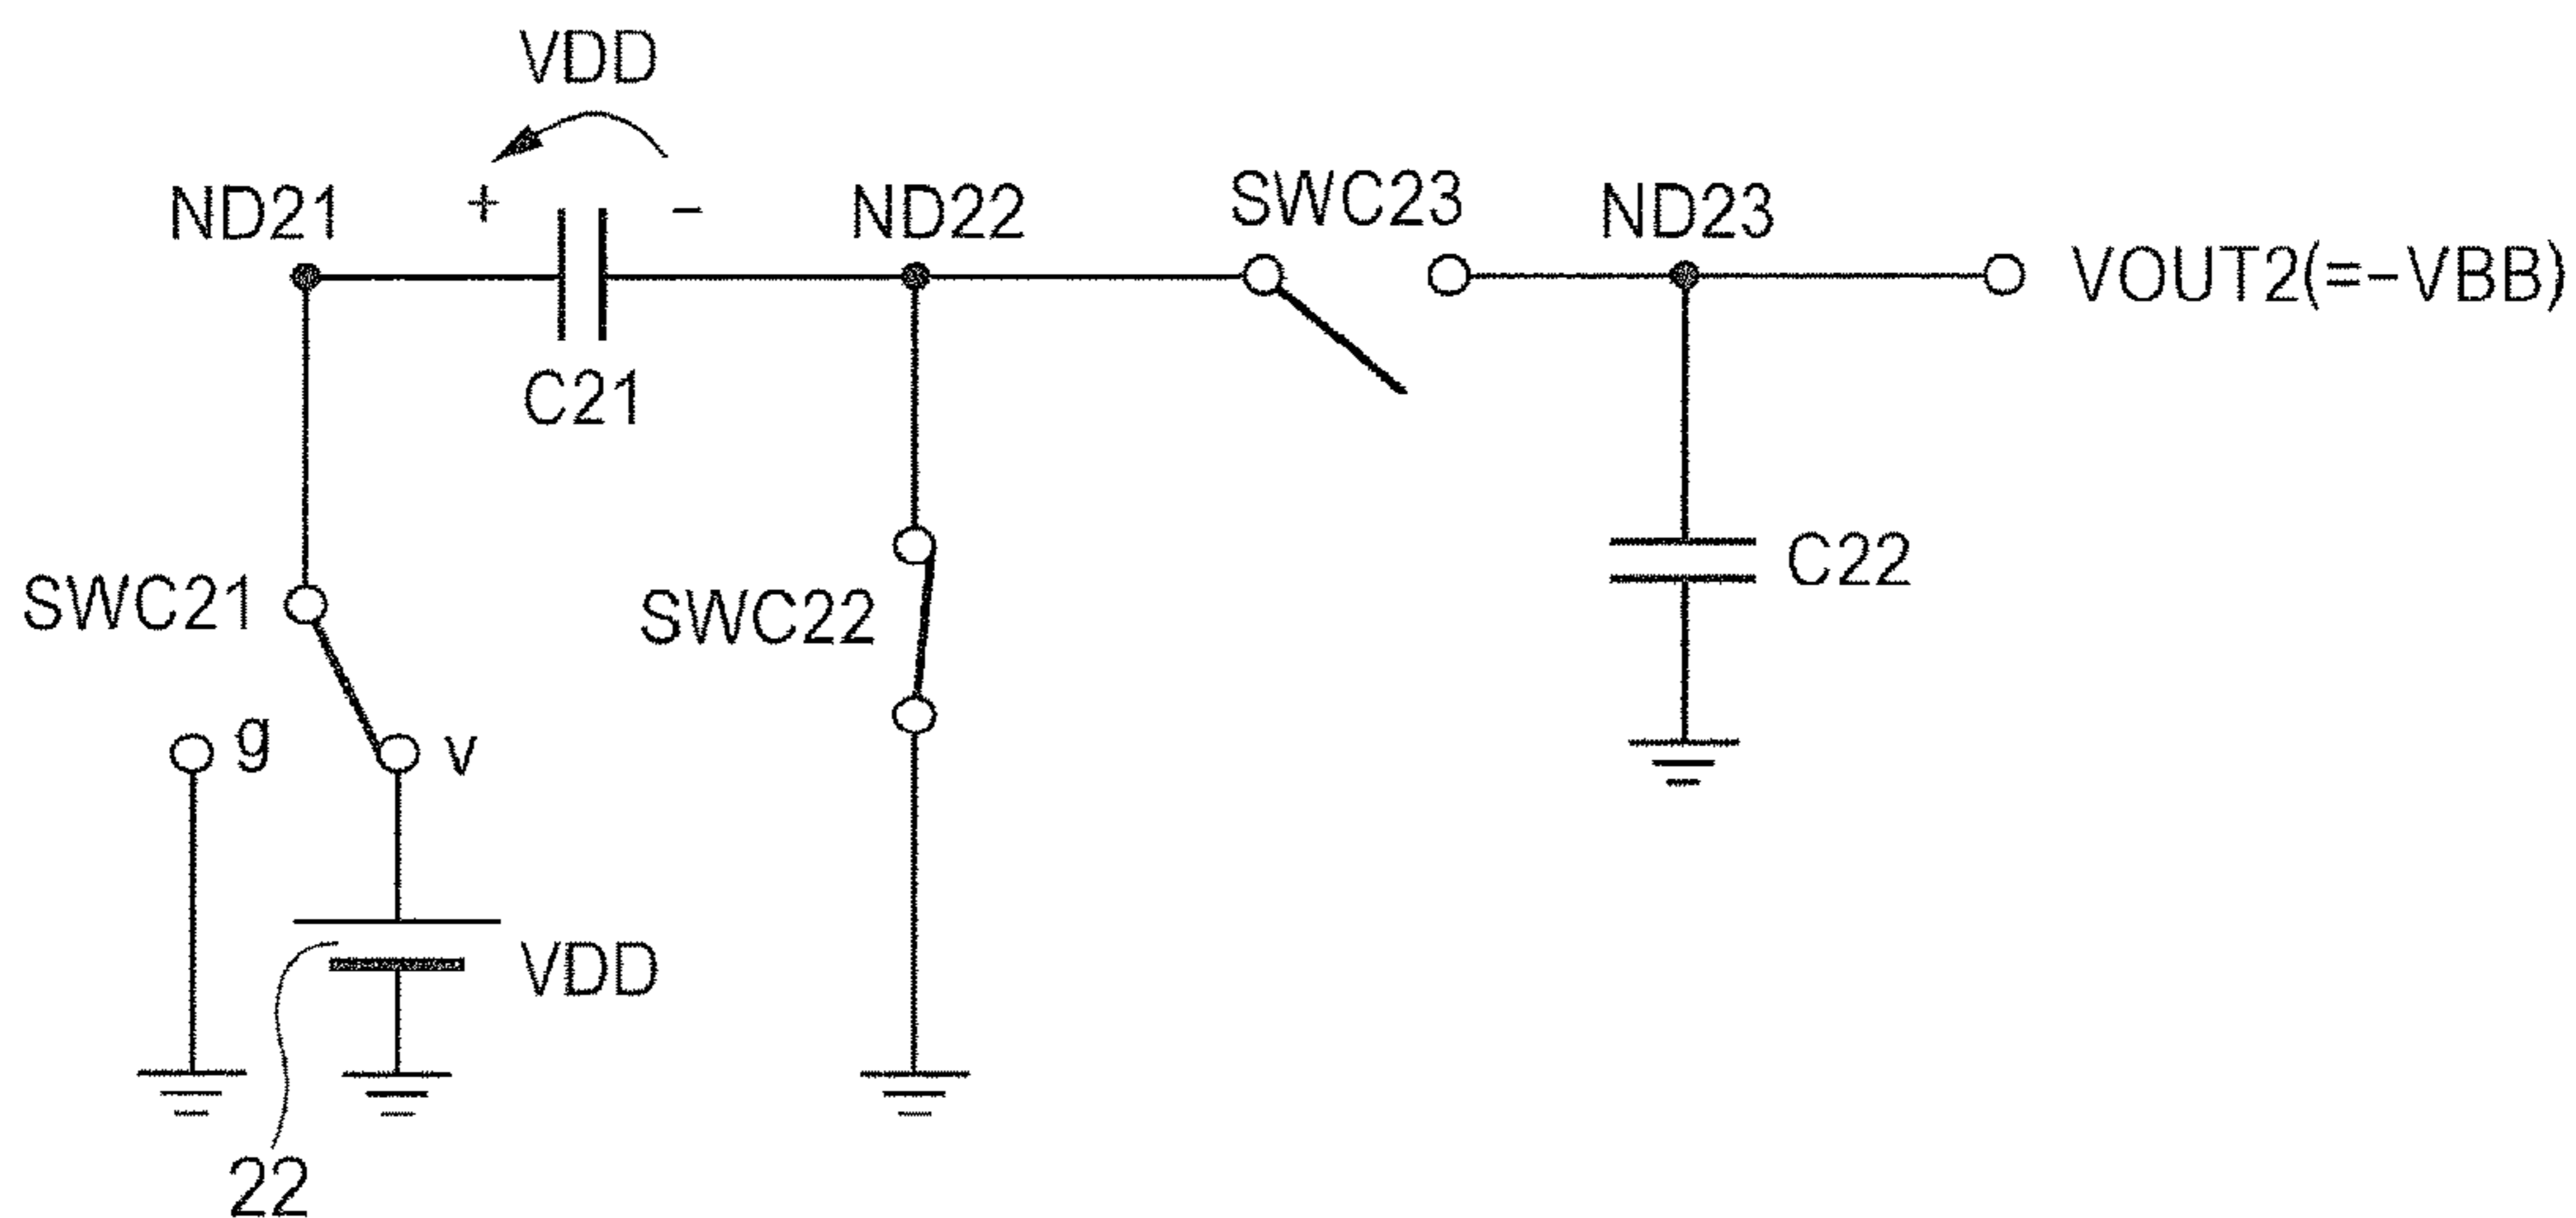 VDD
ND21
+
−
ND22
SWC23
ND23
VOUT2(=−VBB)
C21
C22
SWC21
SWC22
g
v
VDD
22